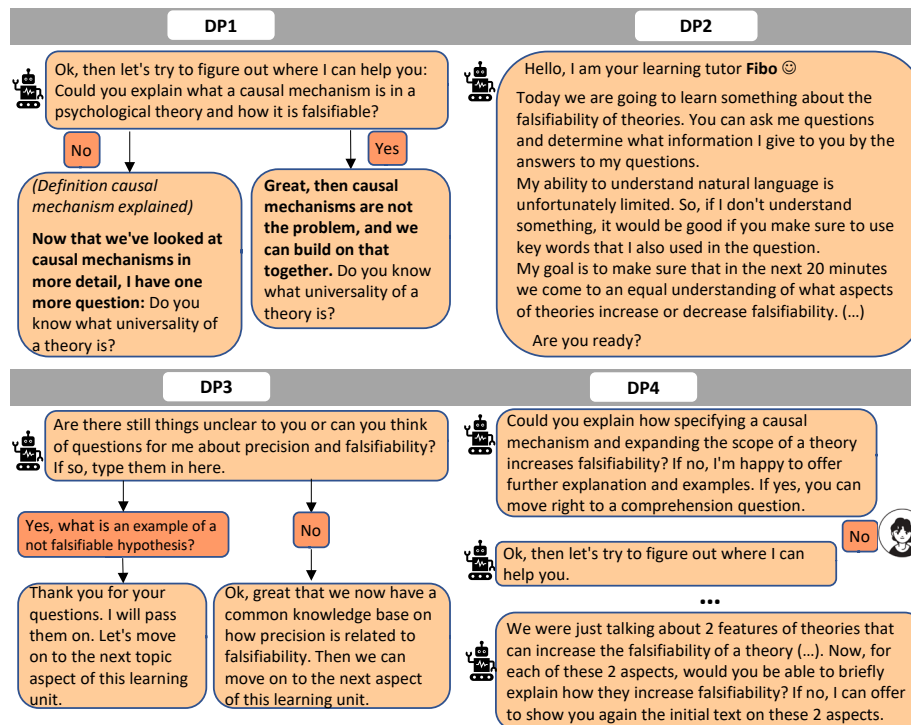 DP1
Ok, then let's try to figure out where I can help you:
Could you explain what a causal mechanism is in a
psychological theory and how it is falsifiable?
No
Yes
(Definition causal
mechanism explained)
Now that we've looked at
causal mechanisms in
more detail, I have one
more question: Do you
know what universality of
a theory is?
Great, then causal
mechanisms are not
the problem, and we
can build on that
together. Do you know
what universality of a
theory is?
DP2
Hello, I am your learning tutor Fibo ☺
Today we are going to learn something about the
falsifiability of theories. You can ask me questions
and determine what information I give to you by the
answers to my questions.
My ability to understand natural language is
unfortunately limited. So, if I don't understand
something, it would be good if you make sure to use
key words that I also used in the question.
My goal is to make sure that in the next 20 minutes
we come to an equal understanding of what aspects
of theories increase or decrease falsifiability. (…)
Are you ready?
DP3
Are there still things unclear to you or can you think
of questions for me about precision and falsifiability?
If so, type them in here.
Yes, what is an example of a
not falsifiable hypothesis?
No
Thank you for your
questions. I will pass
them on. Let's move
on to the next topic
aspect of this learning
unit.
Ok, great that we now have a
common knowledge base on
how precision is related to
falsifiability. Then we can
move on to the next aspect
of this learning unit.
DP4
Could you explain how specifying a causal
mechanism and expanding the scope of a theory
increases falsifiability? If no, I'm happy to offer
further explanation and examples. If yes, you can
move right to a comprehension question.
No
Ok, then let's try to figure out where I can
help you.
...
We were just talking about 2 features of theories that
can increase the falsifiability of a theory (…). Now, for
each of these 2 aspects, would you be able to briefly
explain how they increase falsifiability? If no, I can offer
to show you again the initial text on these 2 aspects.